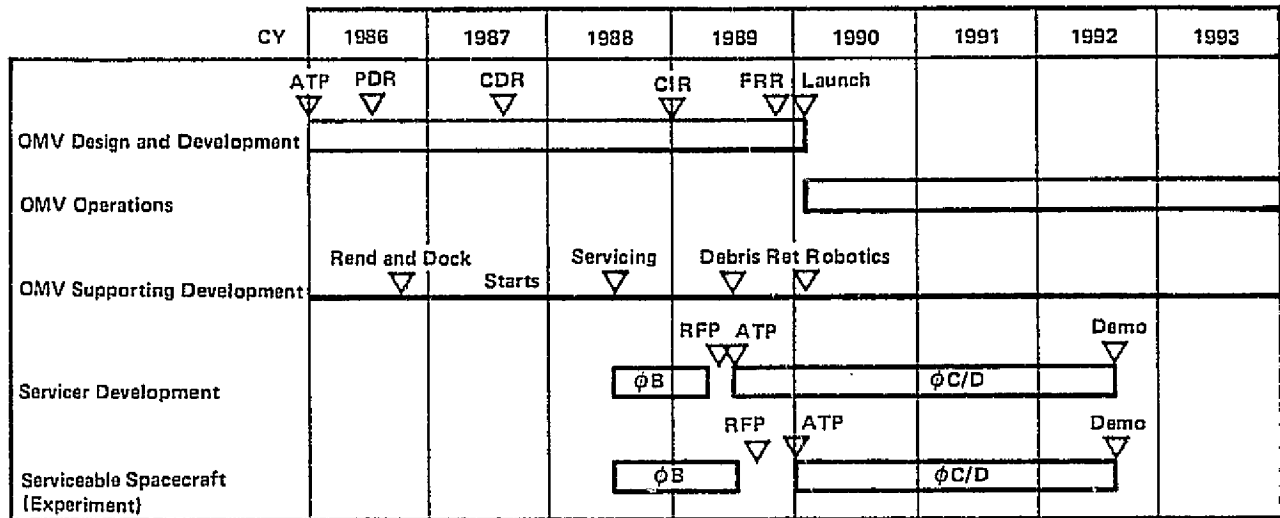 CY 1986 1987 1988 1989 1990 1991 1992 1993
ATP PDR CDR CIR FRR Launch
OMV Design and Development
OMV Operations
Rend and Dock Starts Servicing Debris Ret Robotics
OMV Supporting Development
RFP ATP Demo
Servicer Development ϕB ϕC/D
RFP ATP Demo
Serviceable Spacecraft ϕB ϕC/D
(Experiment)